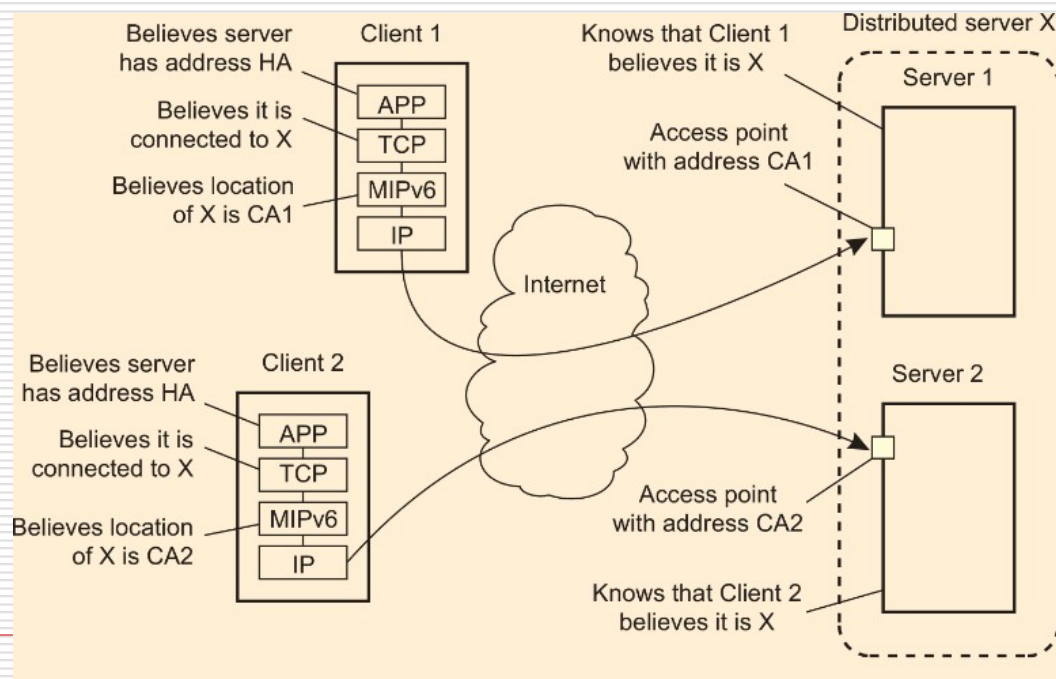 Believes server
has address HA
Client 1
Knows that Client 1
believes it is X
Distributed server X
Server 1
APP
Believes it is
connected to X
TCP
Access point
with address CA1
Believes location
of X is CA1
MIPv6
IP
Internet
Believes server
has address HA
Client 2
Server 2
APP
Believes it is
connected to X
TCP
Believes location
of X is CA2
MIPv6
IP
Access point
with address CA2
Knows that Client 2
believes it is X